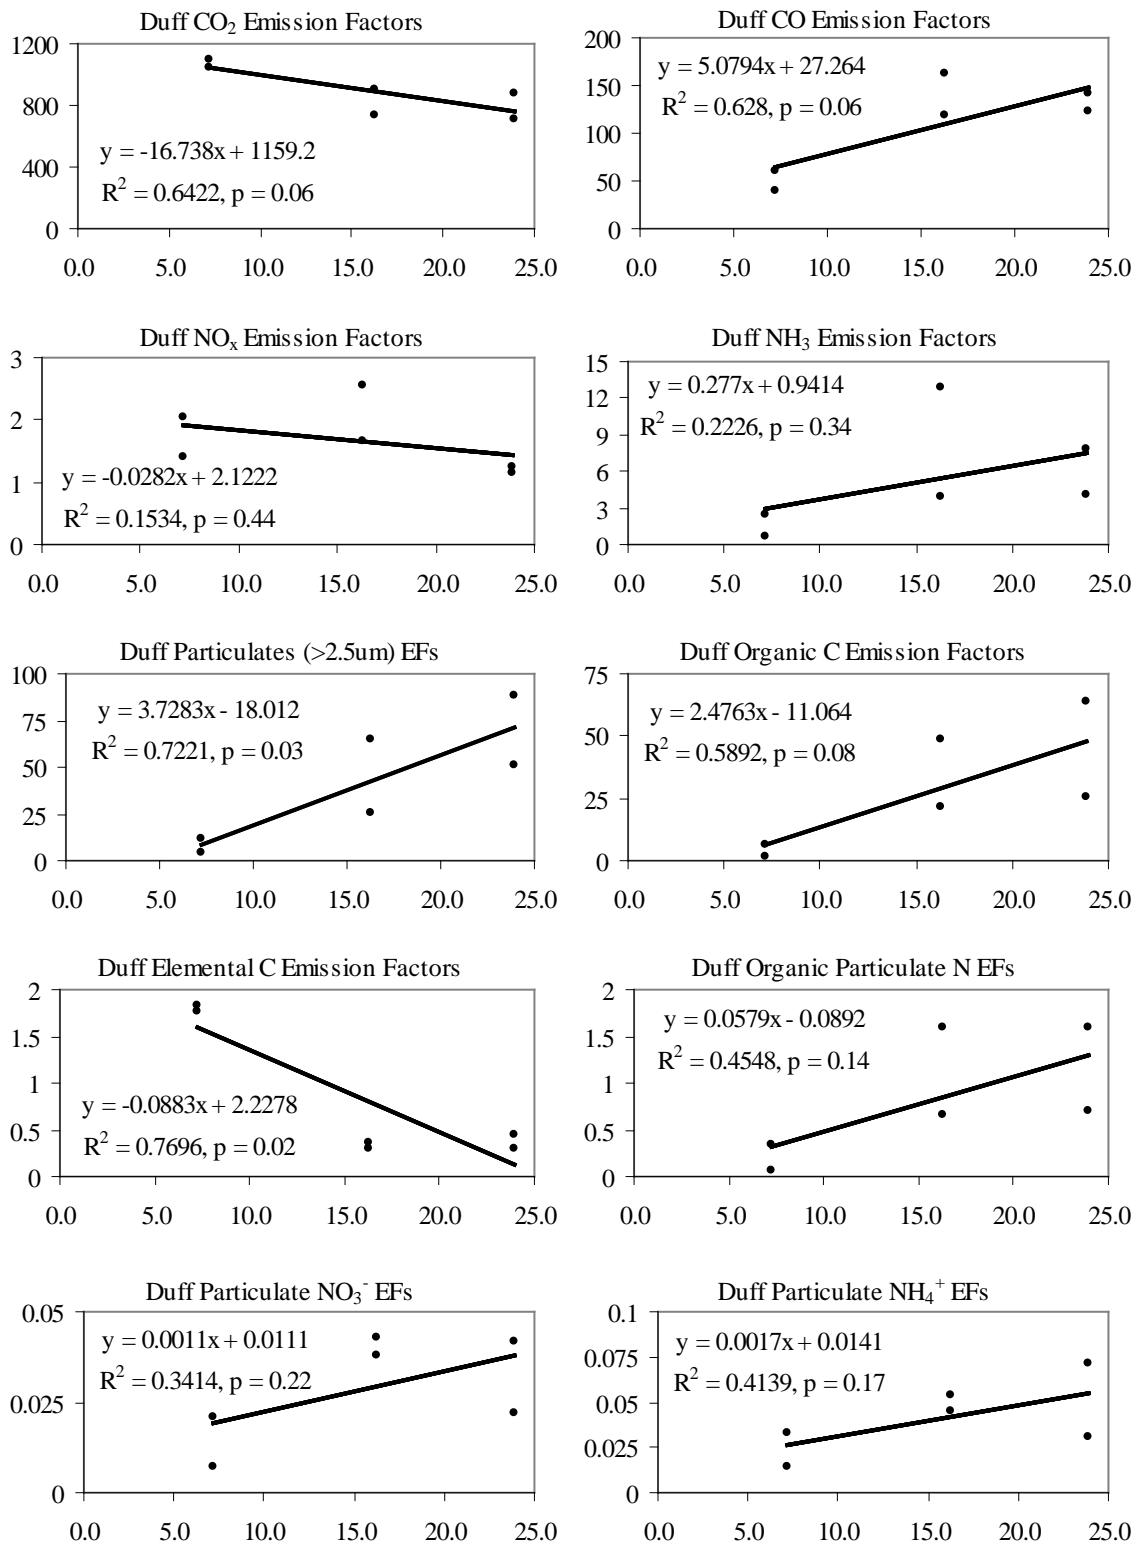 Duff CO₂ Emission Factors
1200
800
400
0
y = -16.738x + 1159.2
R² = 0.6422, p = 0.06
0.0 5.0 10.0 15.0 20.0 25.0
Duff CO Emission Factors
200
150
100
50
0
y = 5.0794x + 27.264
R² = 0.628, p = 0.06
0.0 5.0 10.0 15.0 20.0 25.0
Duff NOₓ Emission Factors
3
2
1
0
y = -0.0282x + 2.1222
R² = 0.1534, p = 0.44
0.0 5.0 10.0 15.0 20.0 25.0
Duff NH₃ Emission Factors
15
12
9
6
3
0
y = 0.277x + 0.9414
R² = 0.2226, p = 0.34
0.0 5.0 10.0 15.0 20.0 25.0
Duff Particulates (>2.5um) EFs
100
75
50
25
0
y = 3.7283x - 18.012
R² = 0.7221, p = 0.03
0.0 5.0 10.0 15.0 20.0 25.0
Duff Organic C Emission Factors
75
50
25
0
y = 2.4763x - 11.064
R² = 0.5892, p = 0.08
0.0 5.0 10.0 15.0 20.0 25.0
Duff Elemental C Emission Factors
2
1.5
1
0.5
0
y = -0.0883x + 2.2278
R² = 0.7696, p = 0.02
0.0 5.0 10.0 15.0 20.0 25.0
Duff Organic Particulate N EFs
2
1.5
1
0.5
0
y = 0.0579x - 0.0892
R² = 0.4548, p = 0.14
0.0 5.0 10.0 15.0 20.0 25.0
Duff Particulate NO₃⁻ EFs
0.05
0.025
0
y = 0.0011x + 0.0111
R² = 0.3414, p = 0.22
0.0 5.0 10.0 15.0 20.0 25.0
Duff Particulate NH₄⁺ EFs
0.1
0.075
0.05
0.025
0
y = 0.0017x + 0.0141
R² = 0.4139, p = 0.17
0.0 5.0 10.0 15.0 20.0 25.0